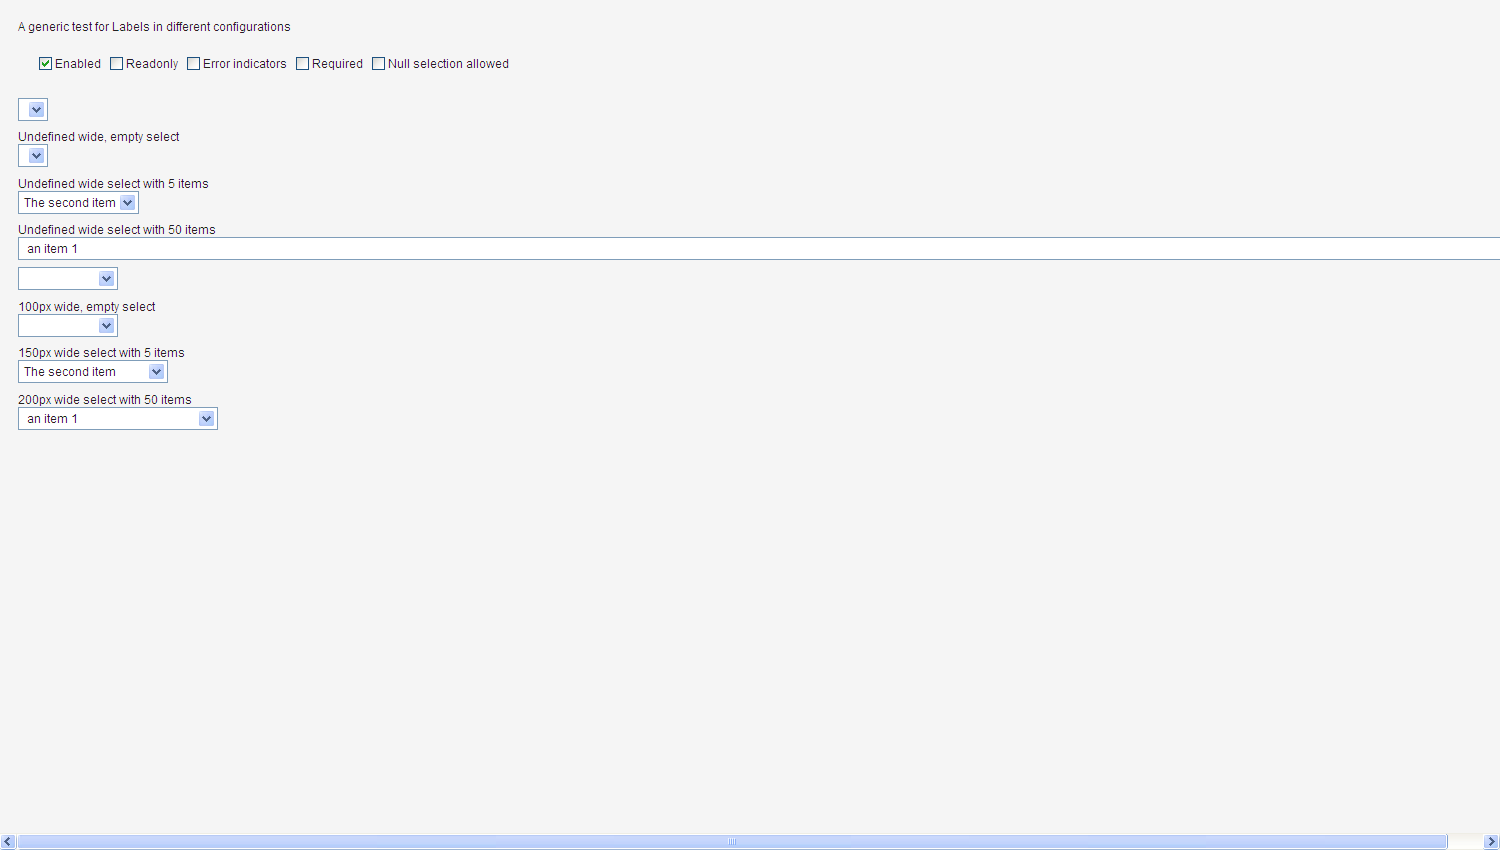 A generic test for Labels in different configurations
Enabled Readonly Error indicators Required Null selection allowed
Undefined wide, empty select
Undefined wide select with 5 items
The second item
Undefined wide select with 50 items
an item 1
100px wide, empty select
150px wide select with 5 items
The second item
200px wide select with 50 items
an item 1